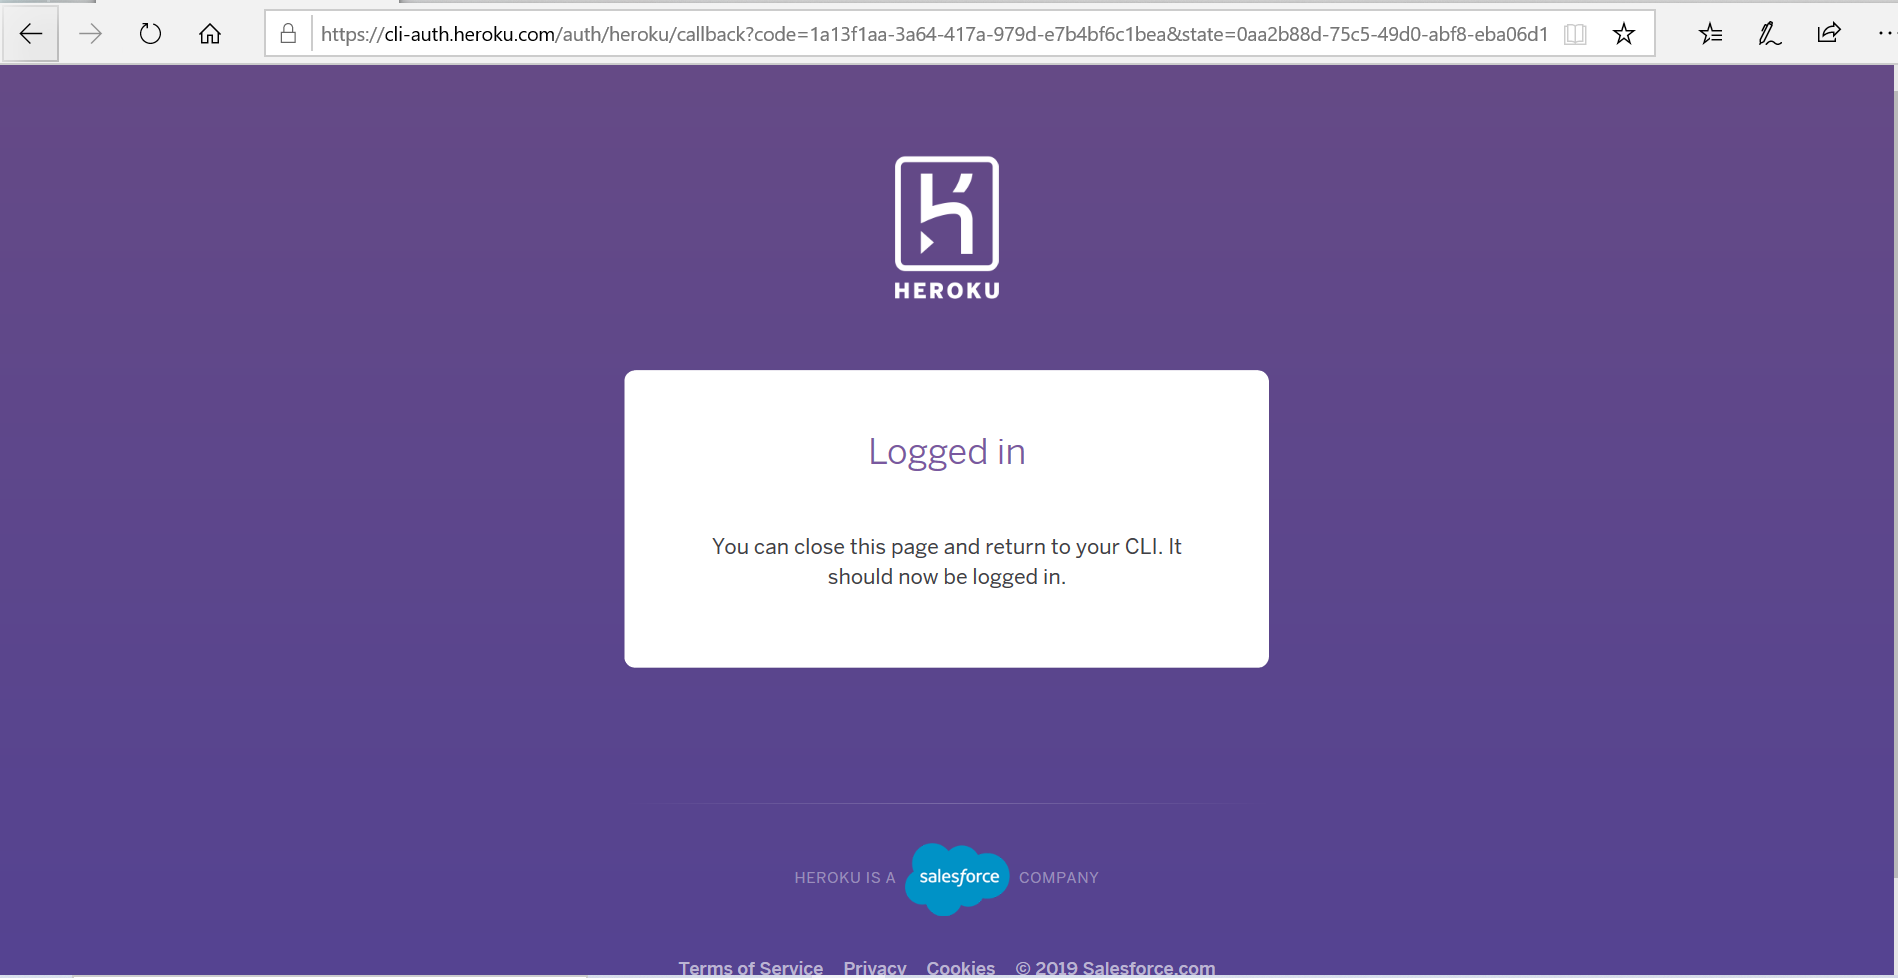 https://cli-auth.heroku.com/auth/heroku/callback?code=1a13f1aa-3a64-417a-979d-e7b4bf6c1bea&state=0aa2b88d-75c5-49d0-abf8-eba06d1
HEROKU
Logged in
You can close this page and return to your CLI. It
should now be logged in.
HEROKU IS A salesforce COMPANY
Terms of Service Privacy Cookies © 2019 Salesforce.com